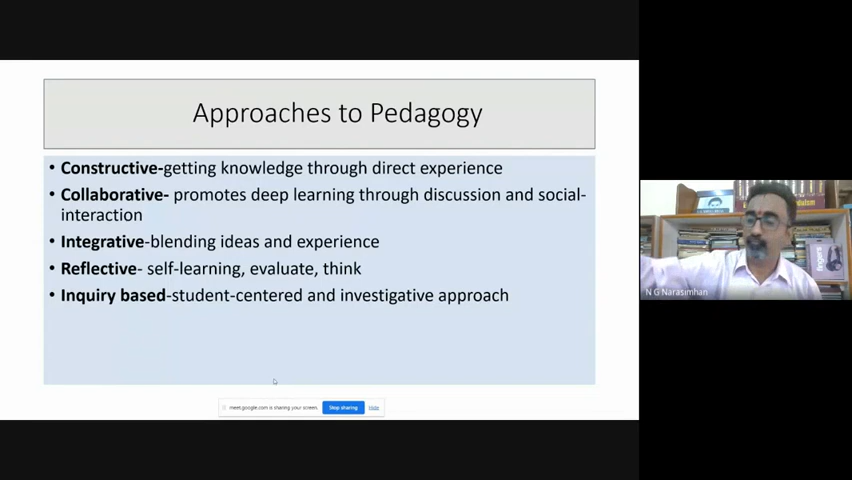 Approaches to Pedagogy
• Constructive-getting knowledge through direct experience
• Collaborative- promotes deep learning through discussion and social-
interaction
• Integrative-blending ideas and experience
• Reflective- self-learning, evaluate, think
• Inquiry based-student-centered and investigative approach
meet.google.com is sharing your screen. Stop sharing Hide
fingers
N G Narasimhan